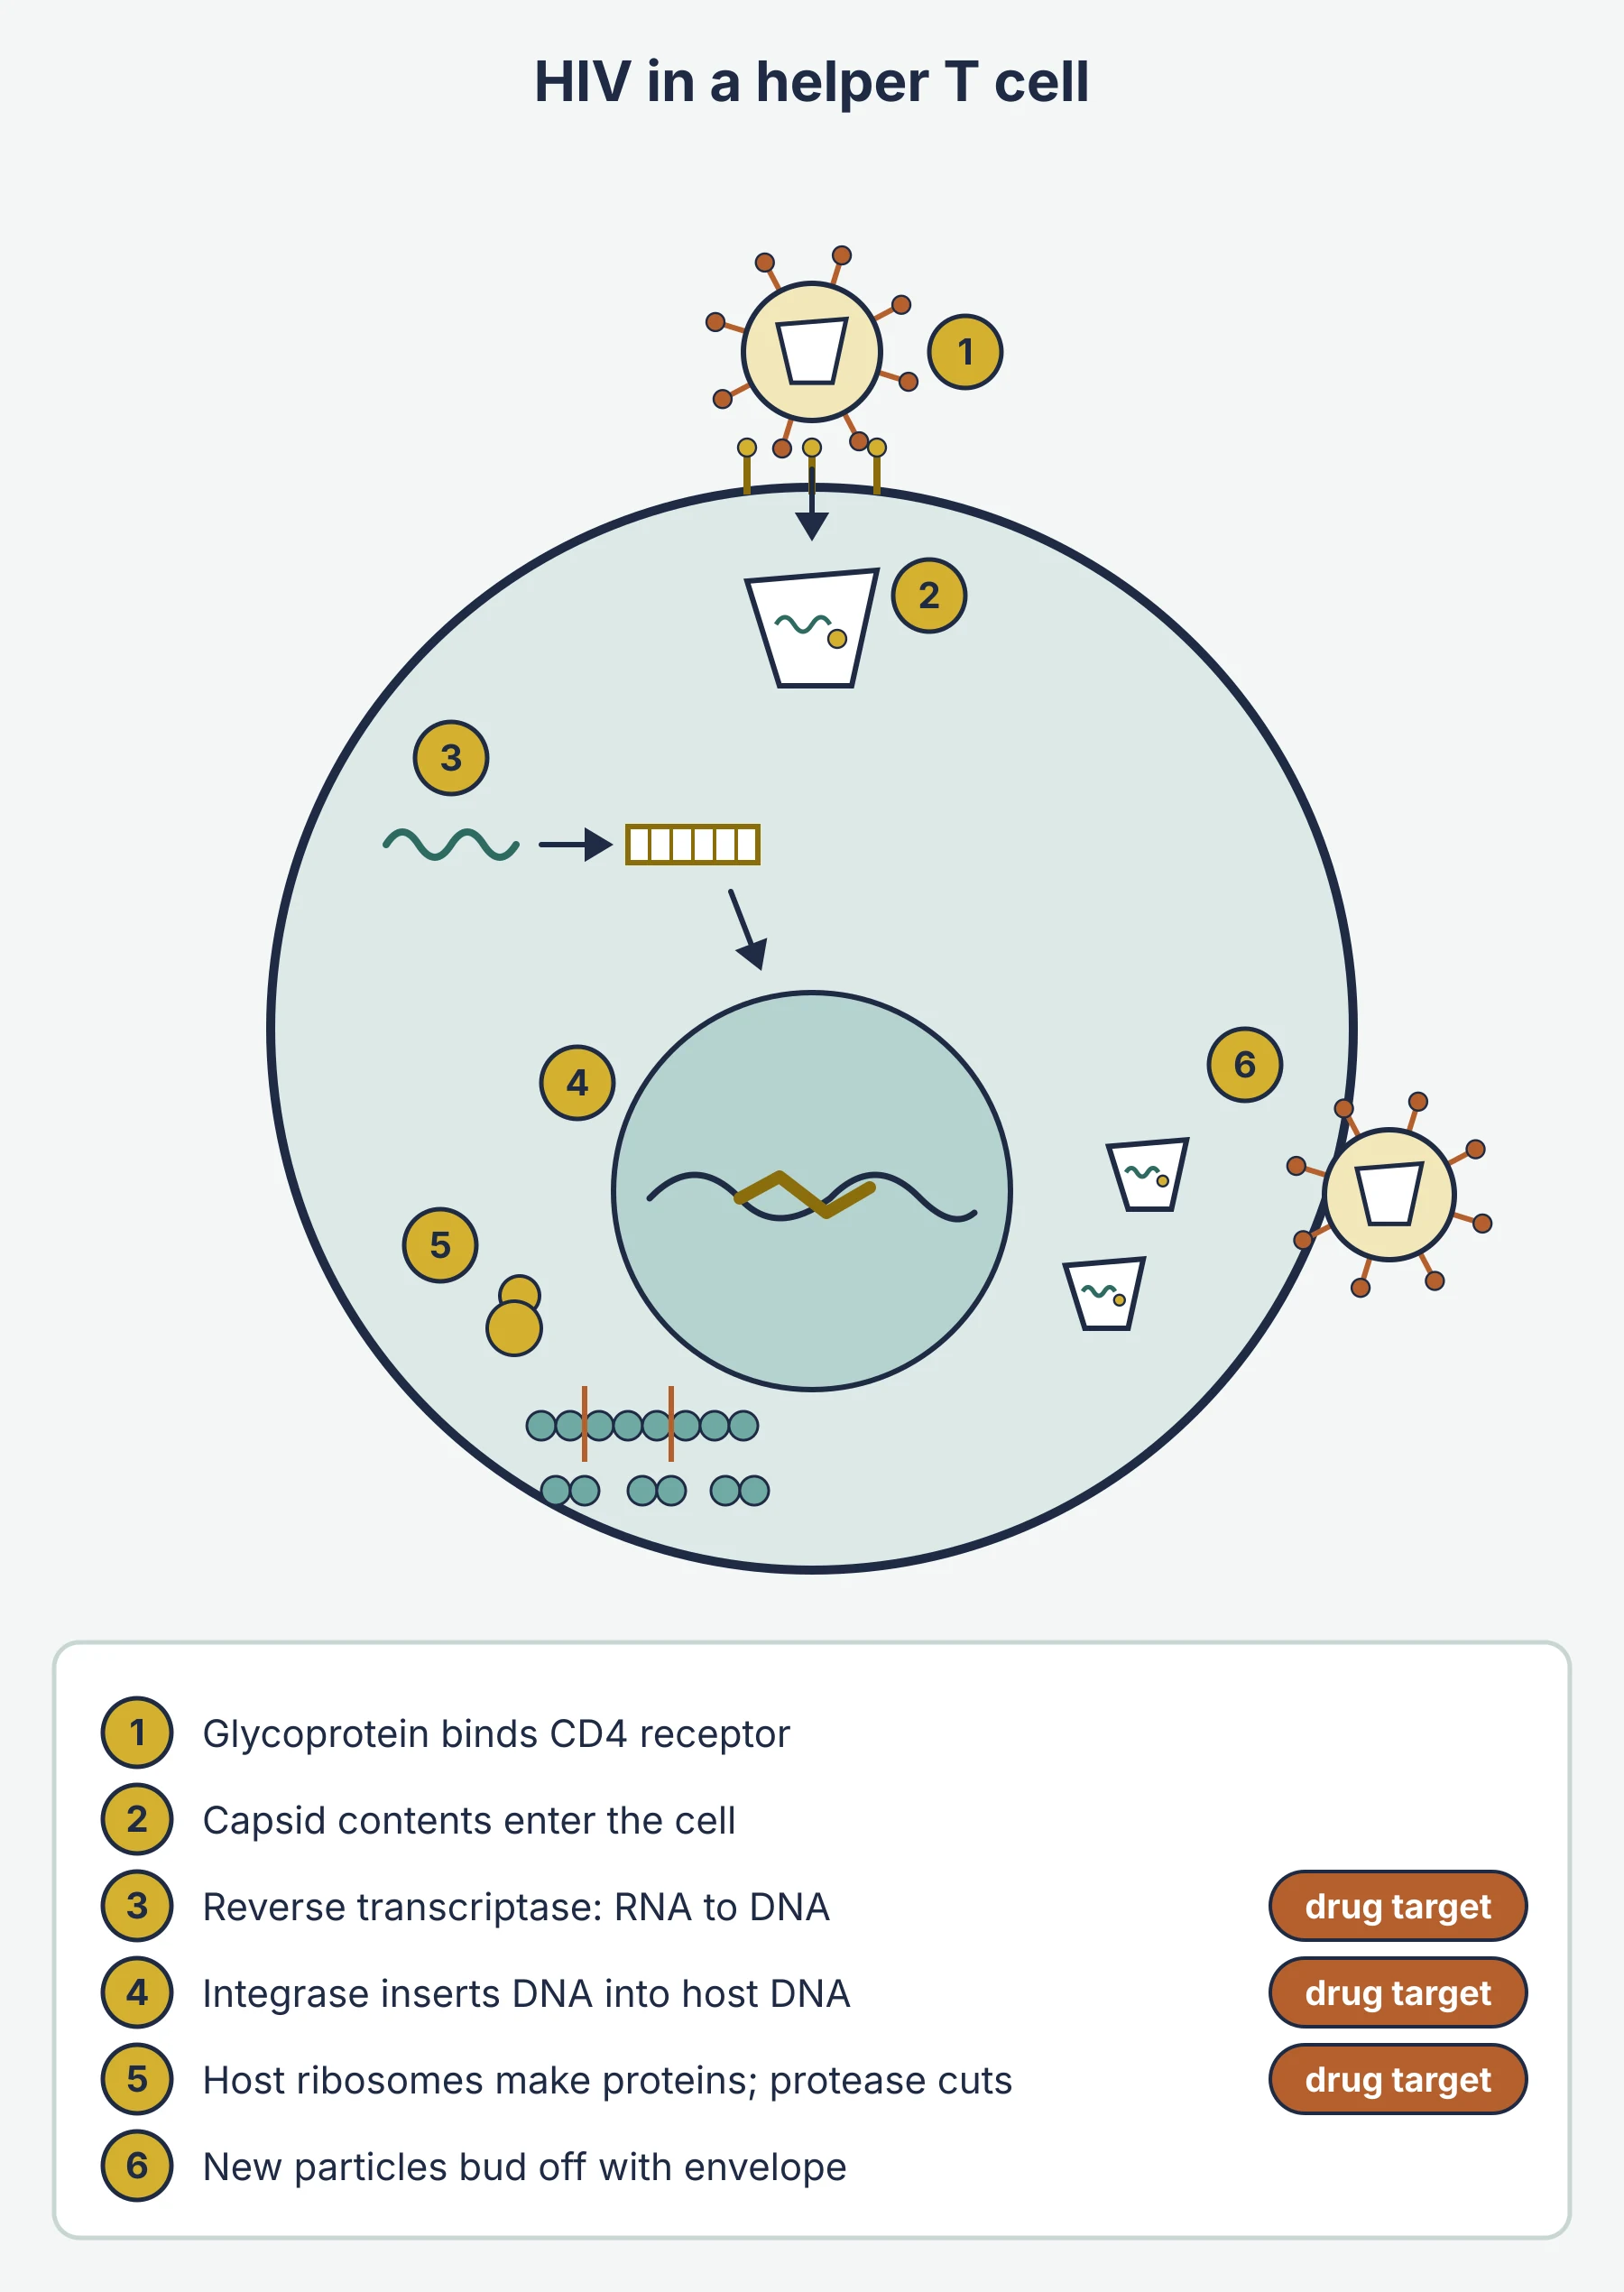 HIV in a helper T cell
1
2
3
4
6
5
1 Glycoprotein binds CD4 receptor
2 Capsid contents enter the cell
3 Reverse transcriptase: RNA to DNA drug target
4 Integrase inserts DNA into host DNA drug target
5 Host ribosomes make proteins; protease cuts drug target
6 New particles bud off with envelope